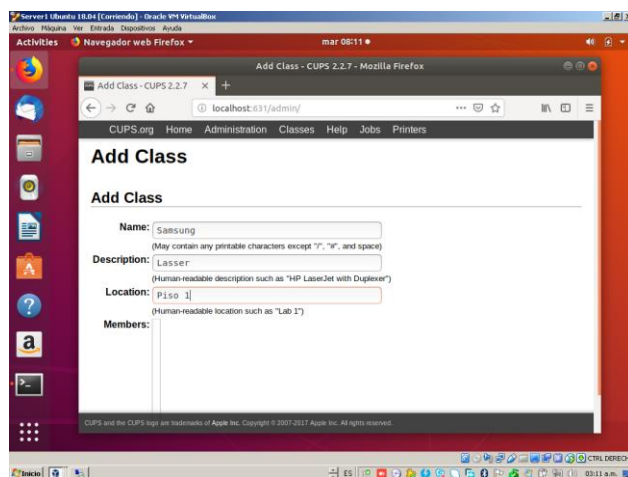 Server1 Ubuntu 18.04 [Corriendo] - Oracle VM VirtualBox
Archivo Máquina Ver Entrada Dispositivos Ayuda
Activities Navegador web Firefox mar 08:11
Add Class - CUPS 2.2.7 - Mozilla Firefox
Add Class - CUPS 2.2.7
localhost:631/admin/
CUPS.org Home Administration Classes Help Jobs Printers
Add Class
Add Class
Name: Samsung
(May contain any printable characters except "/", "#", and space)
Description: Lasser
(Human-readable description such as "HP LaserJet with Duplexer")
Location: Piso 1
(Human-readable location such as "Lab 1")
Members:
CUPS and the CUPS logo are trademarks of Apple Inc. Copyright © 2007-2017 Apple Inc. All rights reserved.
CTRL DERECH
Inicio ES 03:11 a.m.